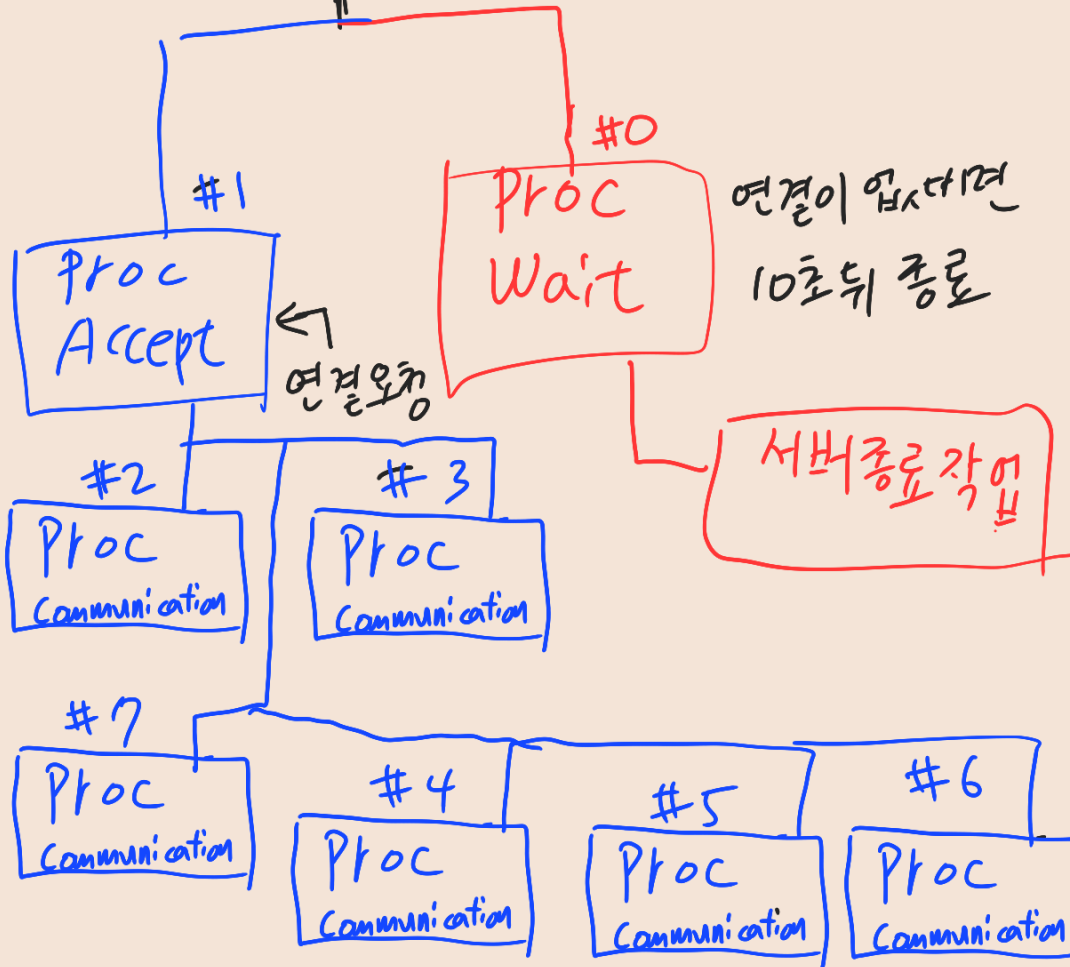 #0
#1
Proc
Wait
연결이 없다면
10초뒤 종료
Proc
Accept
연결요청
서버종료작업
#2
Proc
Communication
#3
Proc
Communication
#7
Proc
Communication
#4
Proc
Communication
#5
Proc
Communication
#6
Proc
Communication